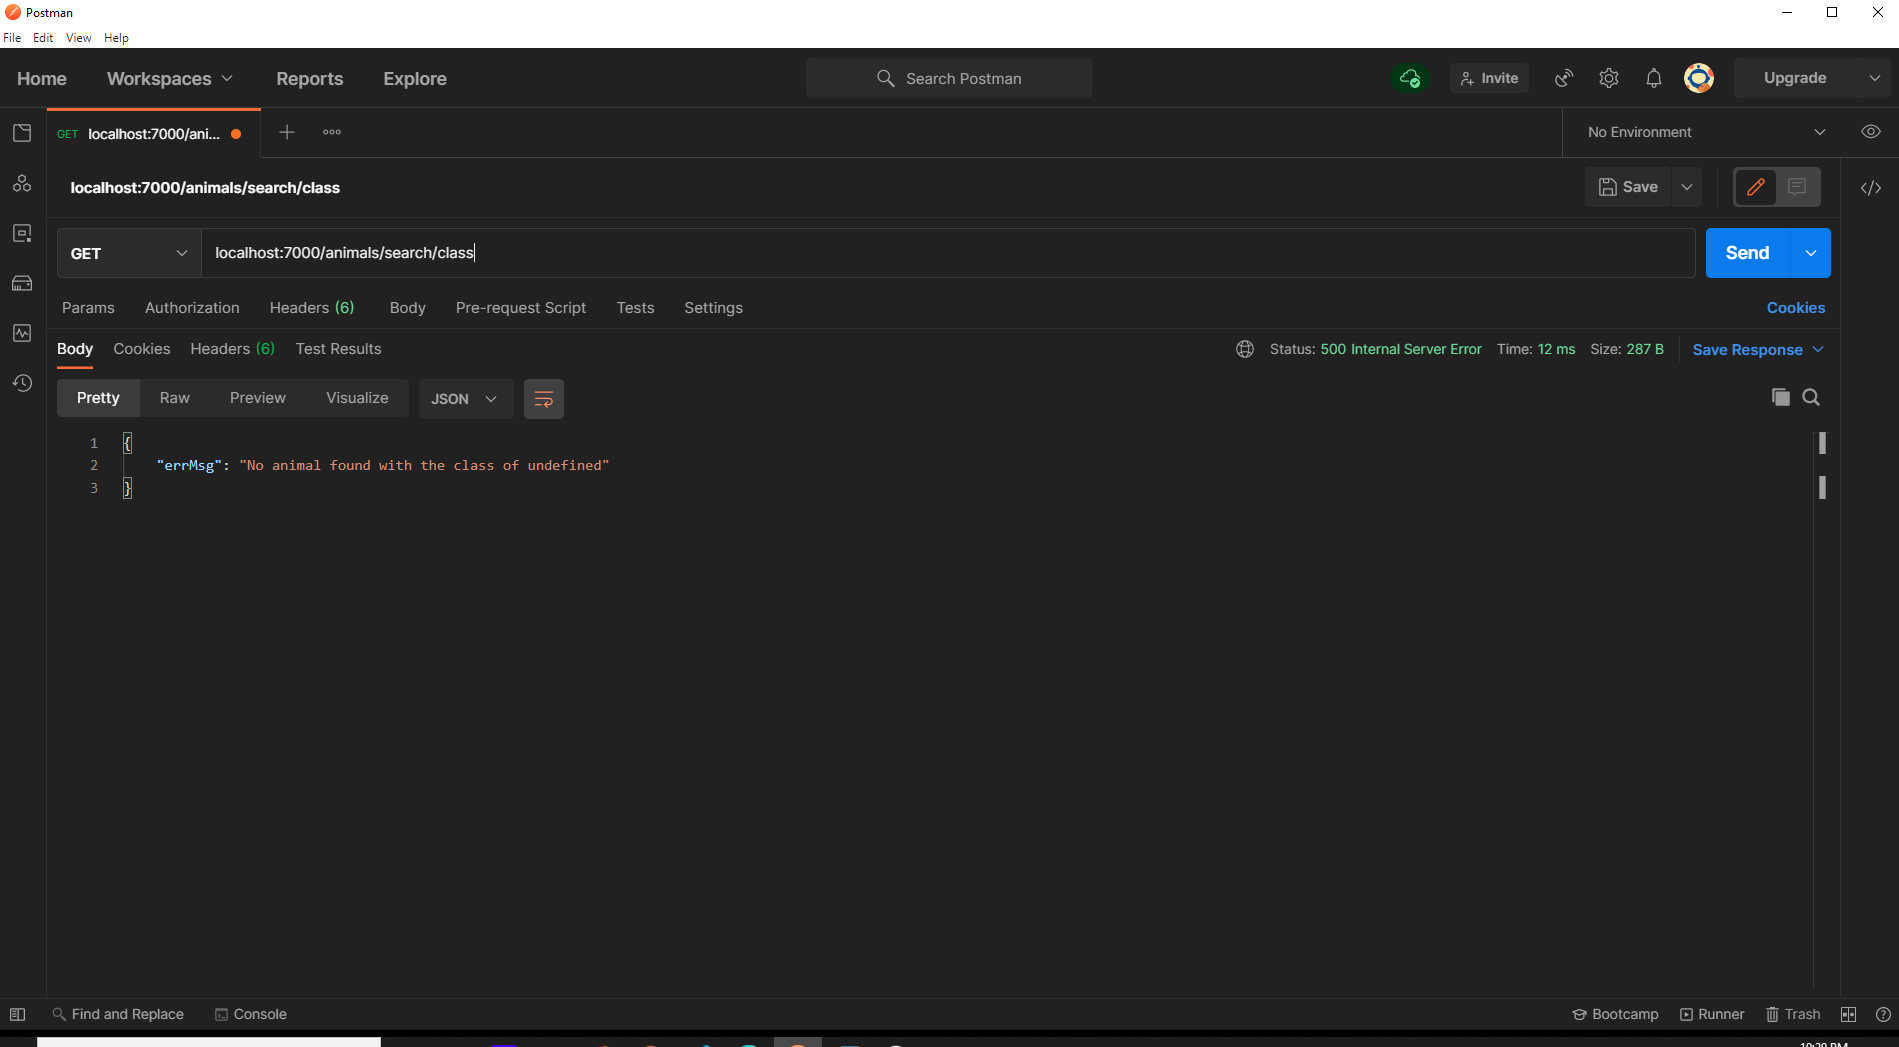 Postman
File Edit View Help
Home Workspaces Reports Explore Search Postman Invite Upgrade
GET localhost:7000/ani... No Environment
localhost:7000/animals/search/class Save
GET localhost:7000/animals/search/class Send
Params Authorization Headers (6) Body Pre-request Script Tests Settings Cookies
Body Cookies Headers (6) Test Results Status: 500 Internal Server Error Time: 12 ms Size: 287 B Save Response
Pretty Raw Preview Visualize JSON
1 {
2 "errMsg": "No animal found with the class of undefined"
3 }
Find and Replace Console Bootcamp Runner Trash